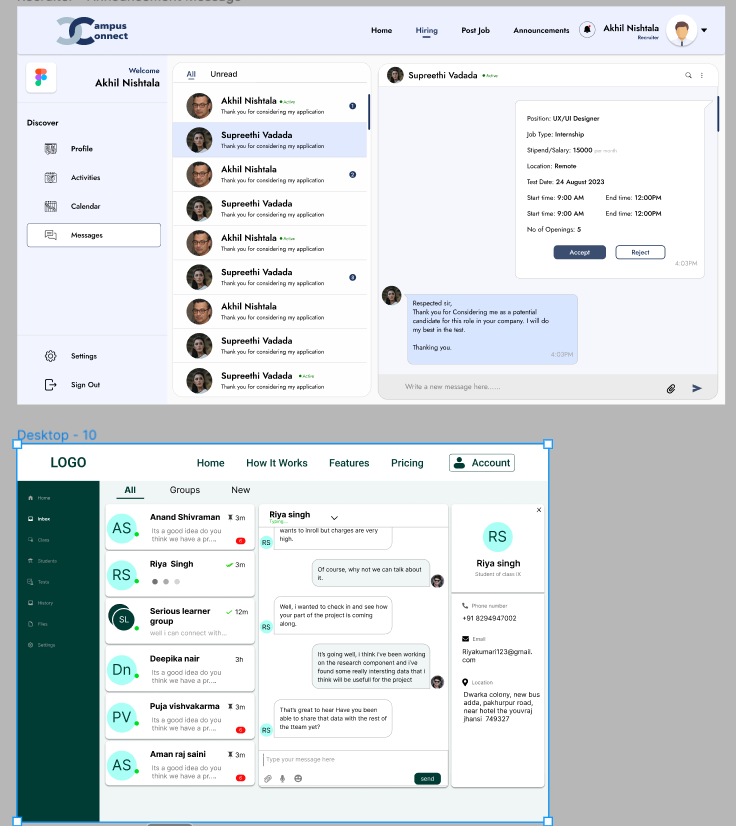 Recruiter - Announcement Message
Campus
Connect
Home
Hiring
Post Job
Announcements
Akhil Nishtala
Recruiter
Welcome
Akhil Nishtala
Discover
Profile
Activities
Calendar
Messages
Settings
Sign Out
All
Unread
Akhil Nishtala
Active
Thank you for considering my application
1
Supreethi Vadada
Thank you for considering my application
Akhil Nishtala
Thank you for considering my application
2
Supreethi Vadada
Thank you for considering my application
Akhil Nishtala
Active
Thank you for considering my application
Supreethi Vadada
Thank you for considering my application
Akhil Nishtala
Thank you for considering my application
Supreethi Vadada
Thank you for considering my application
Supreethi Vadada
Active
Thank you for considering my application
Supreethi Vadada
Active
Position: UX/UI Designer
Job Type: Internship
Stipend/Salary: 15000 per month
Location: Remote
Test Date: 24 August 2023
Start time: 9:00 AM End time: 12:00PM
Start time: 9:00 AM End time: 12:00PM
No of Openings: 5
Accept
Reject
4:03PM
Respected sir,
Thank you for Considering me as a potential
candidate for this role in your company. I will do
my best in the test.
Thanking you.
4:03PM
Write a new message here......
Desktop - 10
LOGO
Home
How It Works
Features
Pricing
Account
Home
Inbox
Class
Students
Tests
History
Files
Settings
All
Groups
New
AS
Anand Shrivraman
3m
Its a good idea do you
think we have a pr....
RS
Riya Singh
3m
SL
Serious learner
group
12m
well i can connect with...
Dn
Deepika nair
3h
Its a good idea do you
think we have a pr....
PV
Puja vishvakarma
3m
Its a good idea do you
think we have a pr....
AS
Aman raj saini
3m
Its a good idea do you
think we have a pr....
Riya singh
Typing...
wants to Inroll but charges are very
high.
RS
Of course, why not we can talk about
it.
Well, i wanted to check in and see how
your part of the project is coming
along.
RS
It's going well, i think i've been working
on the research component and i've
found some really intersting data that i
think will be usefull for the project
That's great to hear Have you been
able to share that data with the rest of
the tteam yet?
RS
Type your message here
send
RS
Riya singh
Student of class IX
Phone number
+91 8294947002
Email
Riyakumari123@gmail.
com
Location
Dwarka colony, new bus
adda, pakhurpur road,
near hotel the youvraj
jhansi 749327